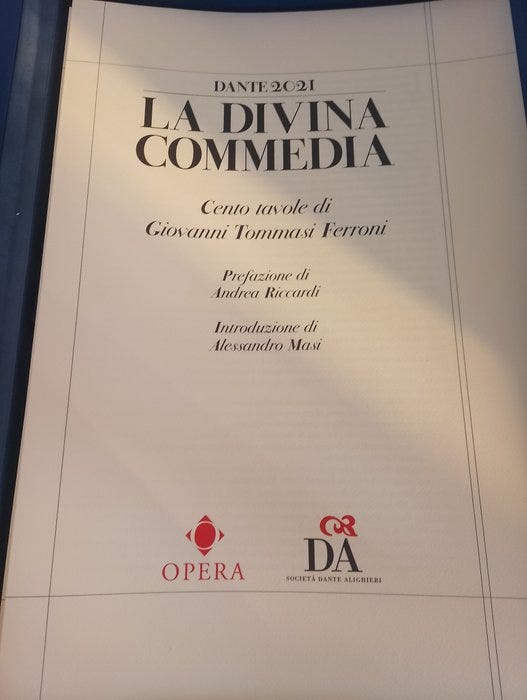 DANTE 2021
LA DIVINA
COMMEDIA
Cento tavole di
Giovanni Tommasi Ferroni
Prefazione di
Andrea Riccardi
Introduzione di
Alessandro Masi
OPERA
DA
SOCIETÀ DANTE ALIGHIERI